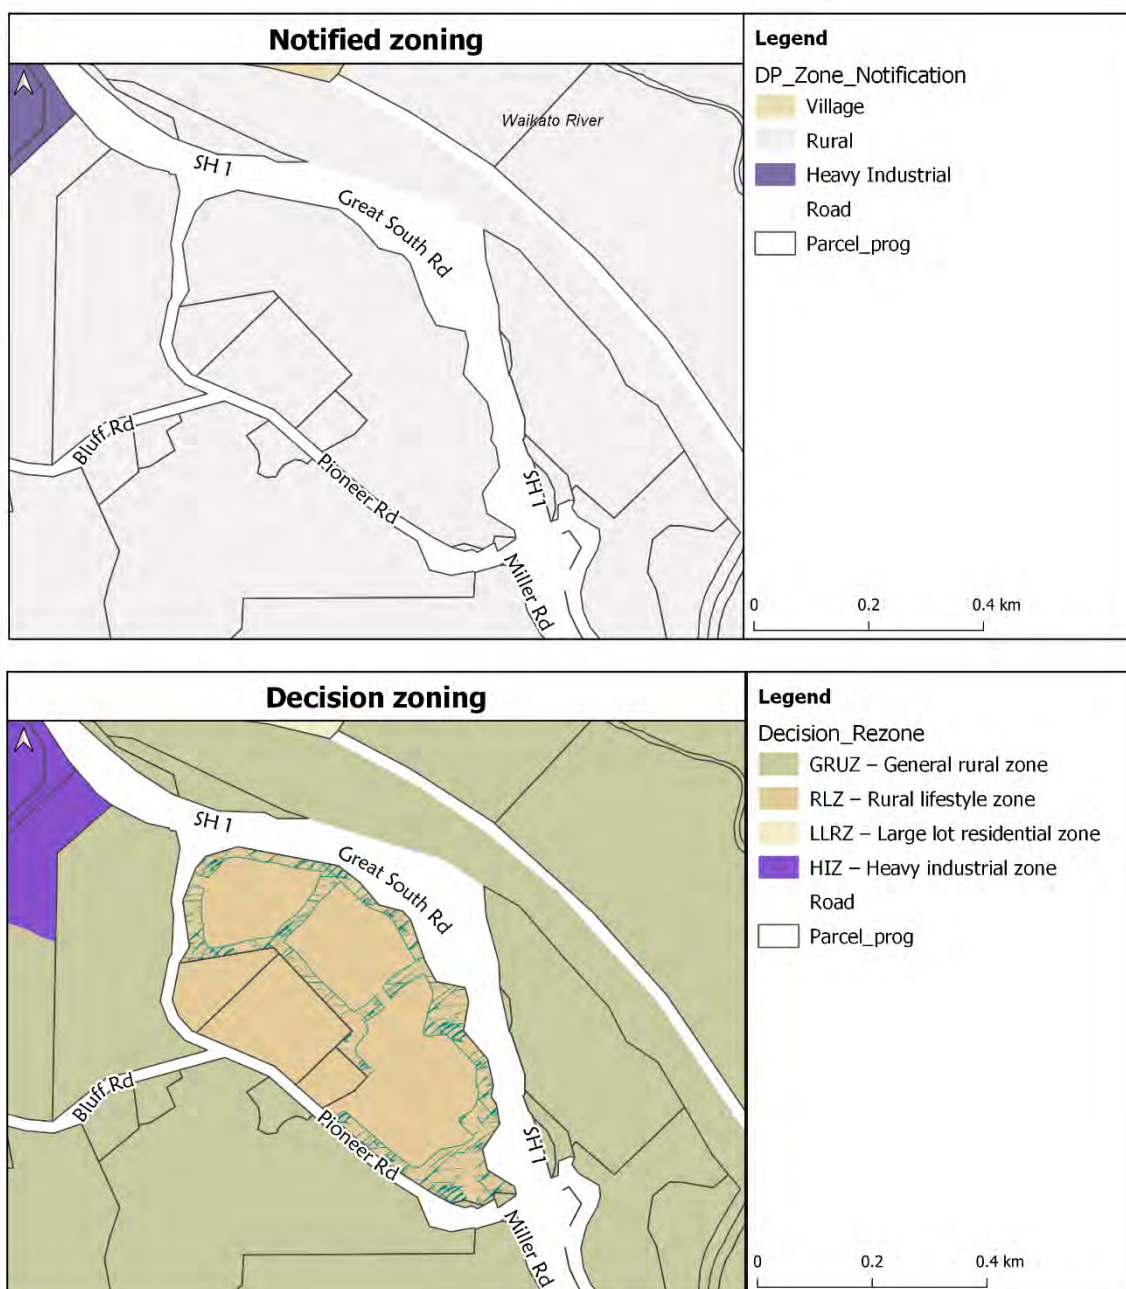 Notified zoning
Legend
DP_Zone_Notification
Village
Rural
Heavy Industrial
Road
Parcel_prog
0 0.2 0.4 km
Waikato River
SH 1
Great South Rd
Bluff Rd
Pioneer Rd
SH 1
Miller Rd
Decision zoning
Legend
Decision_Rezone
GRUZ – General rural zone
RLZ – Rural lifestyle zone
LLRZ – Large lot residential zone
HIZ – Heavy industrial zone
Road
Parcel_prog
0 0.2 0.4 km
SH 1
Great South Rd
Bluff Rd
Pioneer Rd
SH 1
Miller Rd